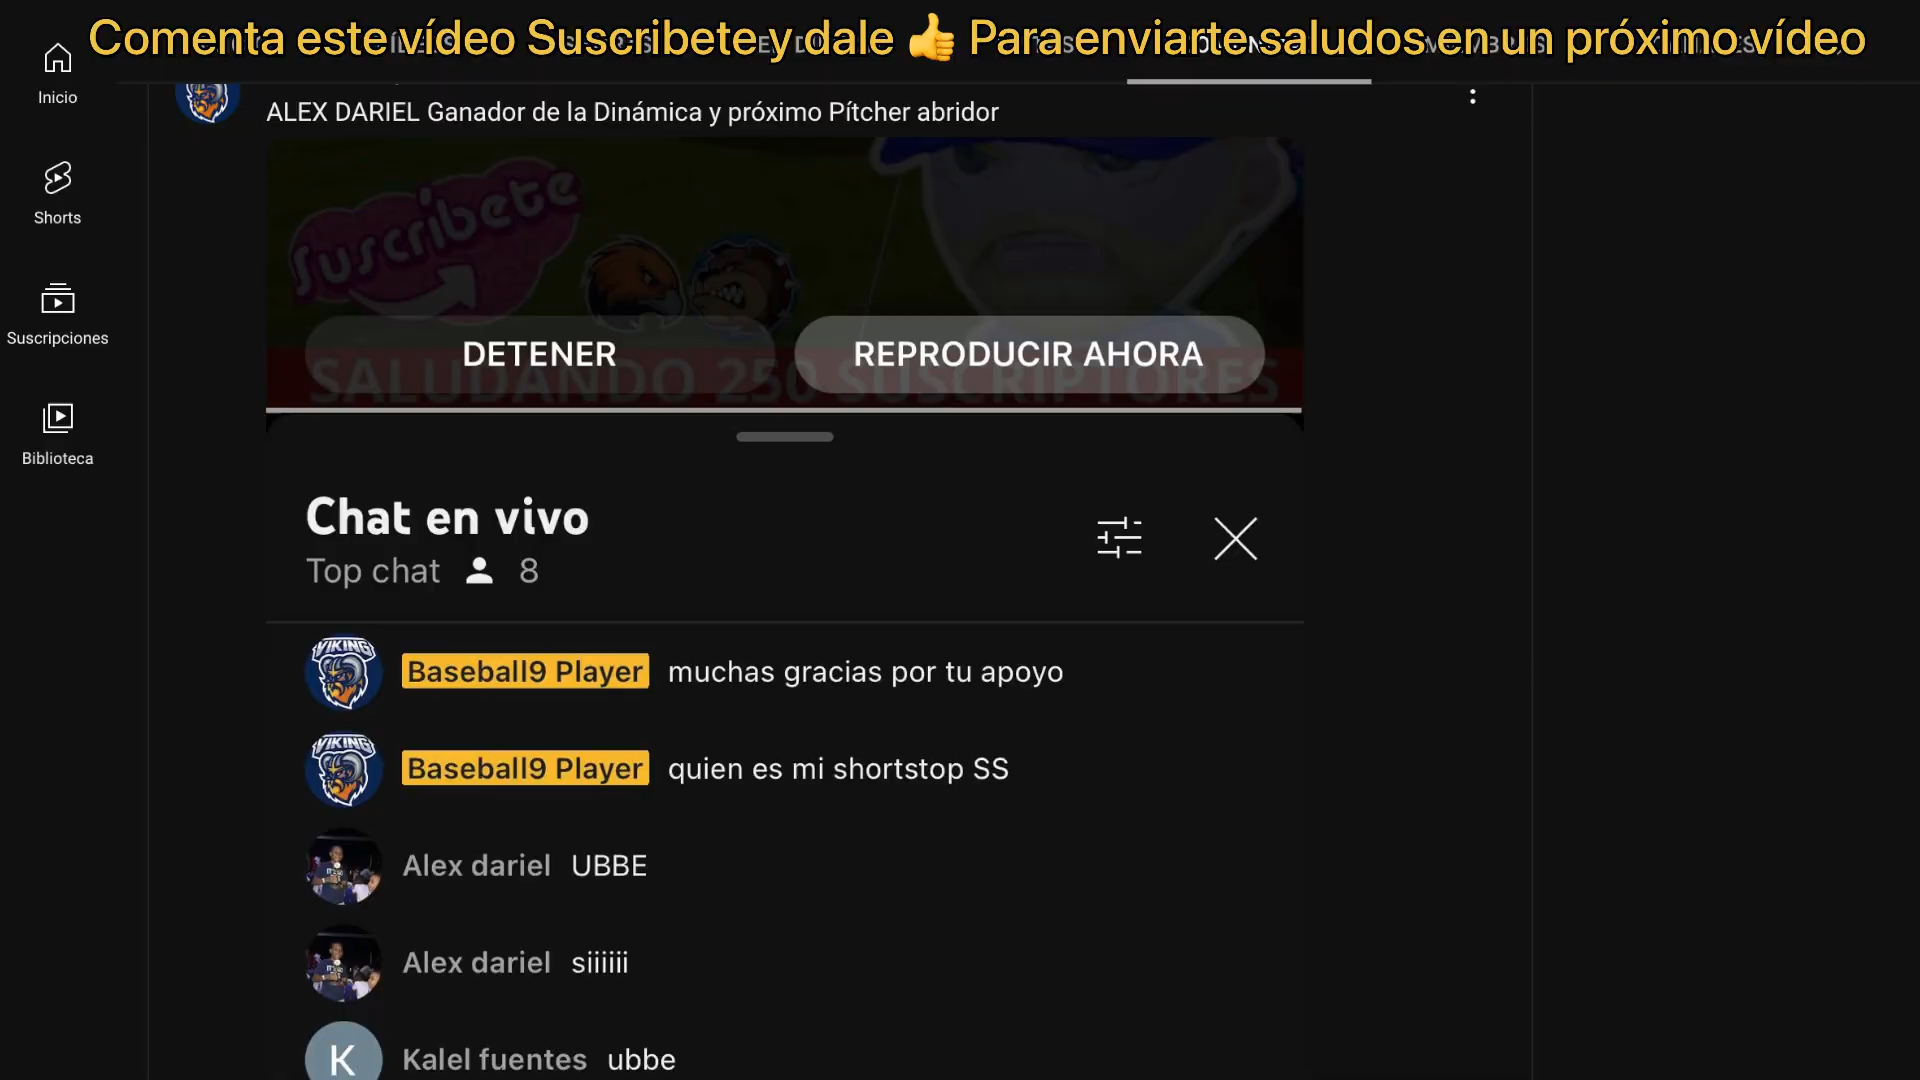 Comenta este vídeo Suscribete y dale 👍 Para enviarte saludos en un próximo vídeo
Inicio
ALEX DARIEL Ganador de la Dinámica y próximo Pítcher abridor
Shorts
suscríbete
Suscripciones
DETENER
REPRODUCIR AHORA
SALUDANDO 250 SUSCRIPTORES
Biblioteca
Chat en vivo
Top chat 8
VIKING
Baseball9 Player muchas gracias por tu apoyo
VIKING
Baseball9 Player quien es mi shortstop SS
Alex dariel UBBE
Alex dariel siiiiii
K
Kalel fuentes ubbe